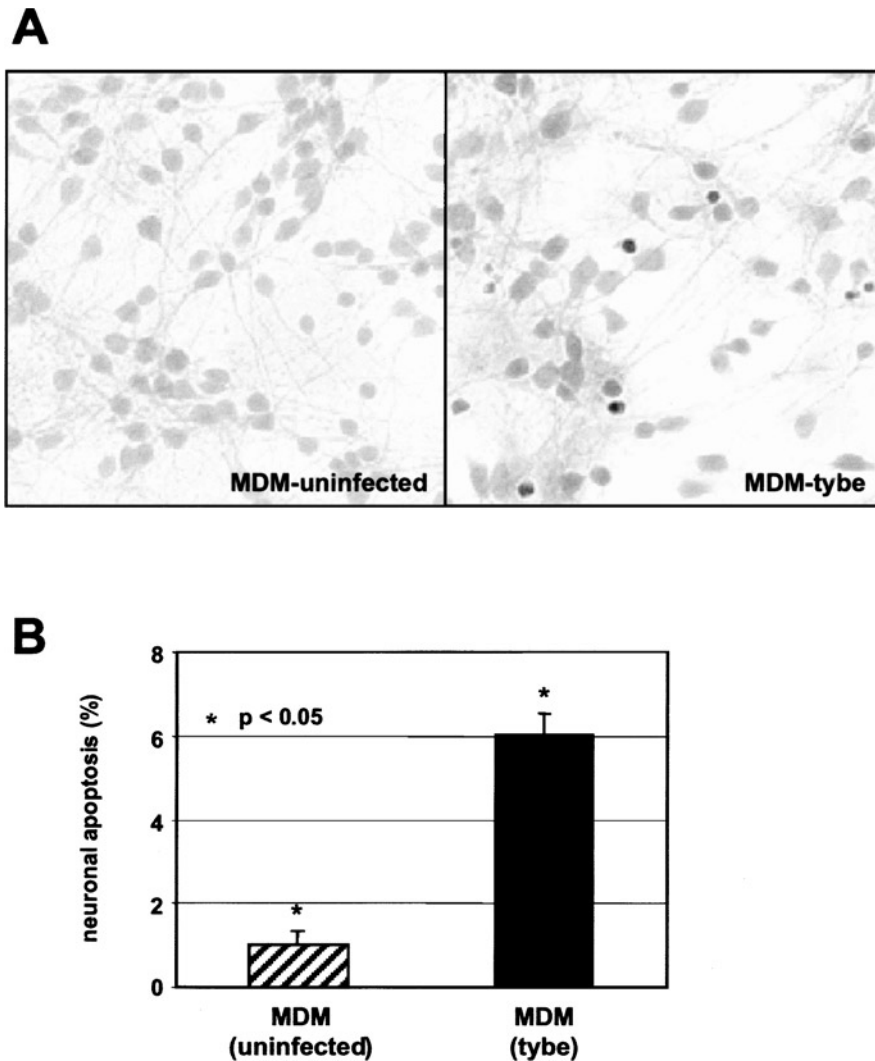 A
MDM-uninfected
MDM-tybe
B
neuronal apoptosis (%)
8
6
4
2
0
* p < 0.05
*
*
MDM
(uninfected)
MDM
(tybe)